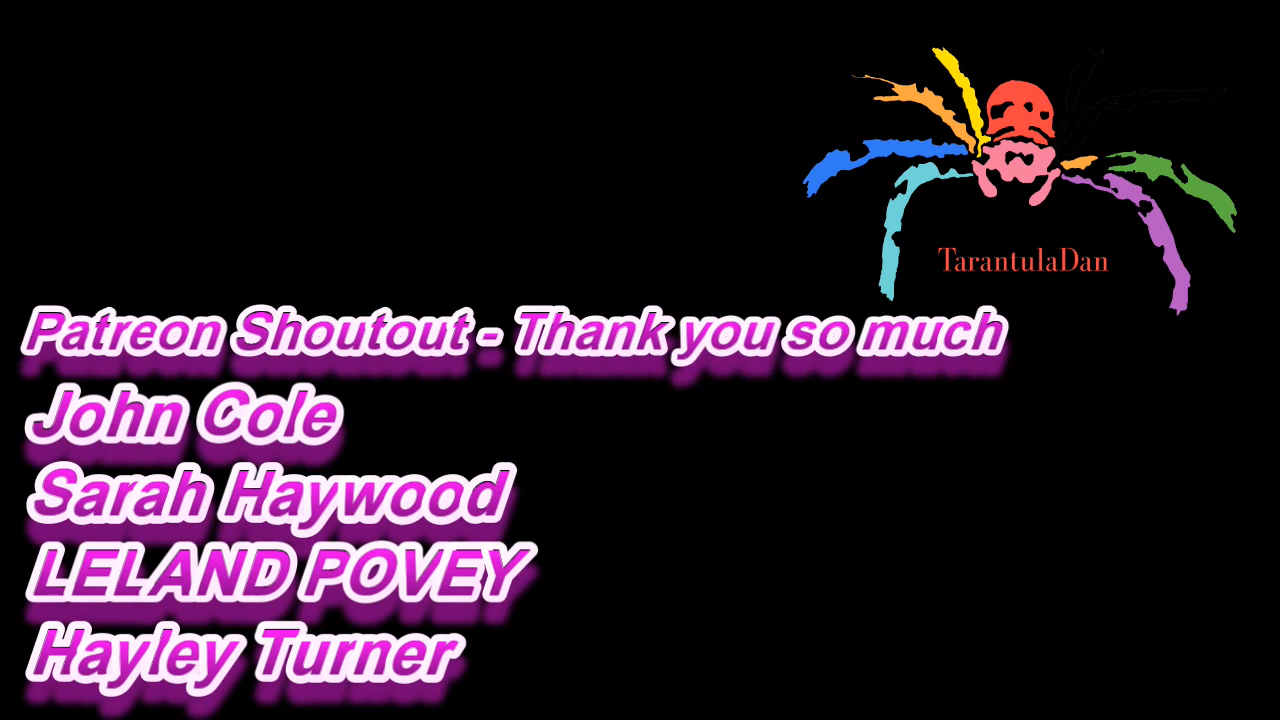 TarantulaDan
Patreon Shoutout - Thank you so much
John Cole
Sarah Haywood
LELAND POVEY
Hayley Turner